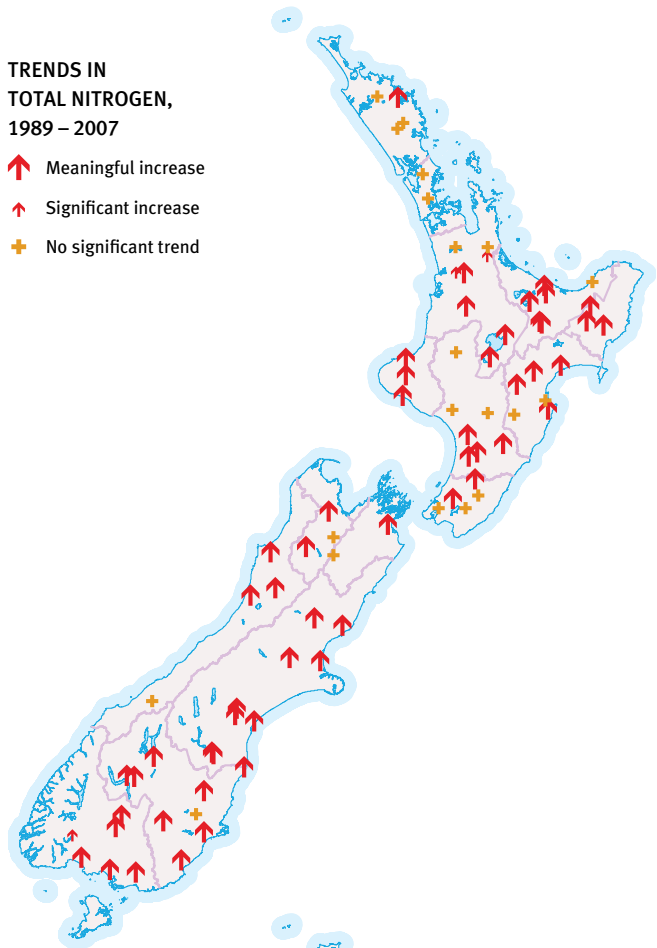 TRENDS IN
TOTAL NITROGEN,
1989 – 2007
Meaningful increase
Significant increase
No significant trend